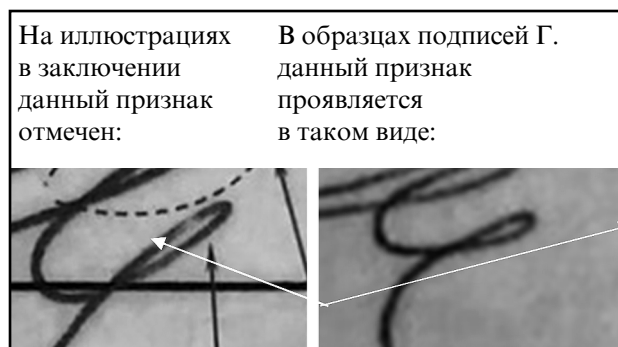 На иллюстрациях
в заключении
данный признак
отмечен:
В образцах подписей Г.
данный признак
проявляется
в таком виде: